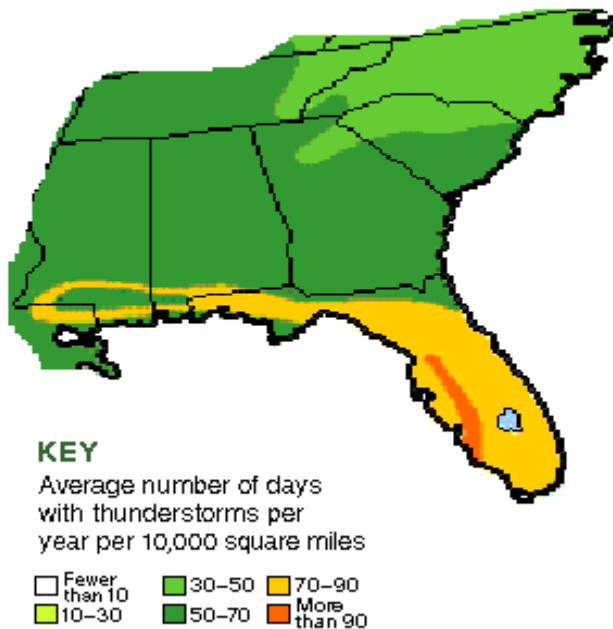 KEY
Average number of days
with thunderstorms per
year per 10,000 square miles
Fewer than 10
10–30
30–50
50–70
70–90
More than 90